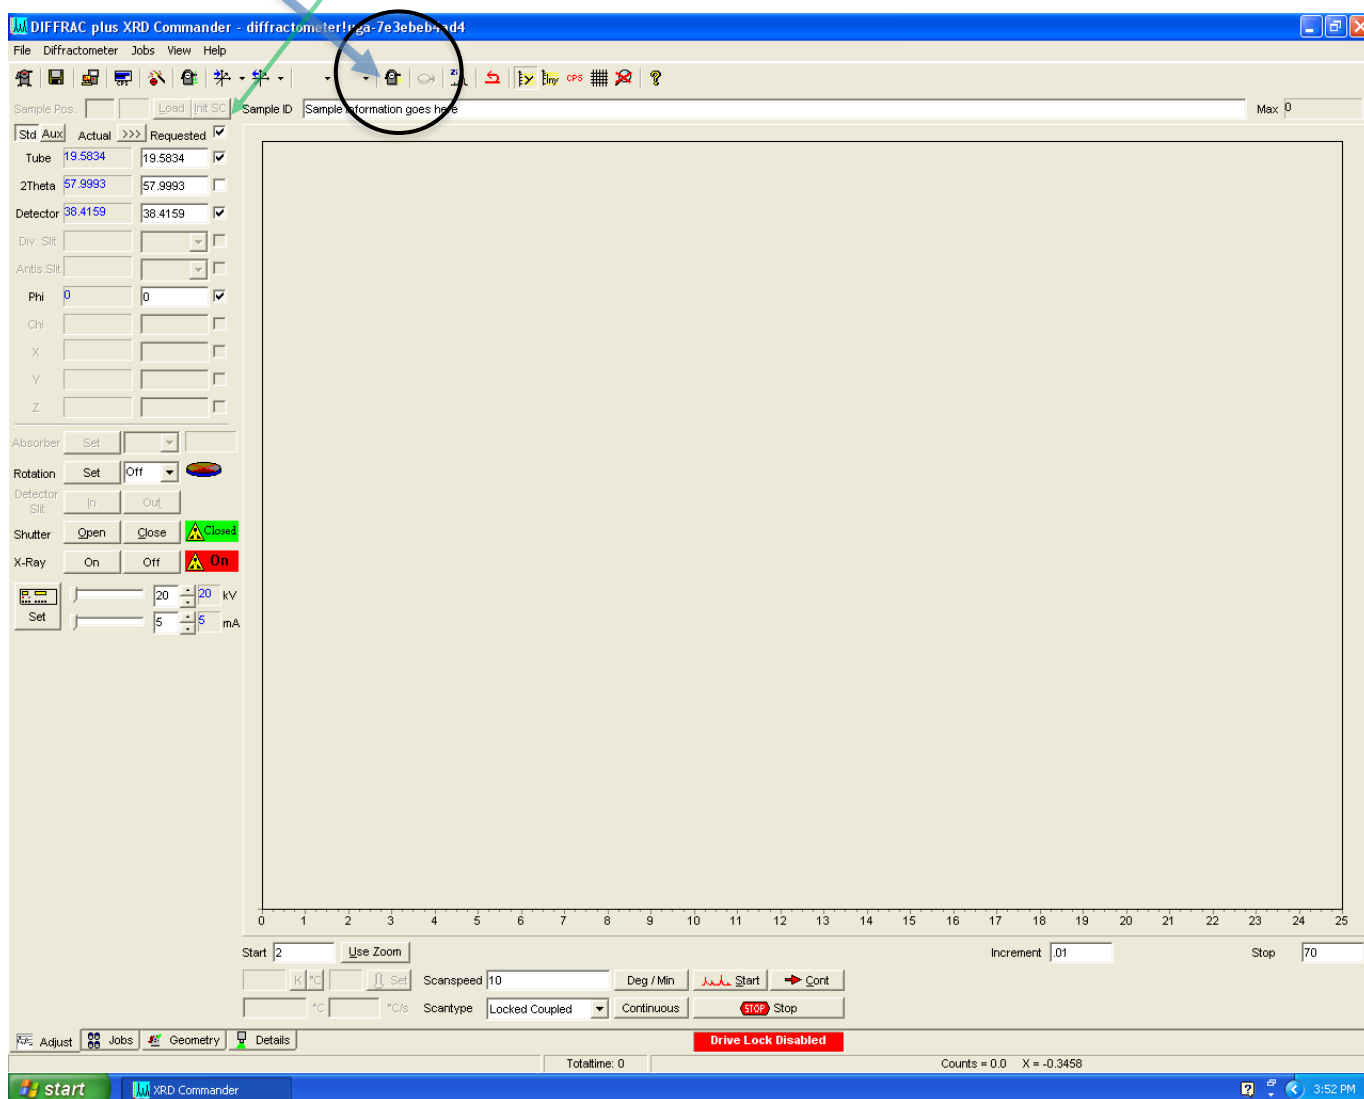 DIFFRAC plus XRD Commander - diffractometer!uga-7e3ebeb4ad4
File Diffractometer Jobs View Help
CPS
Sample Pos. Load Init SC Sample ID Sample information goes here Max 0
Std Aux Actual >>> Requested
Tube 19.5834 19.5834
2Theta 57.9993 57.9993
Detector 38.4159 38.4159
Div. Slit
Antis.Slit
Phi 0 0
Chi
X
Y
Z
Absorber Set
Rotation Set Off
Detector Slit In Out
Shutter Open Close Closed
X-Ray On Off On
20 20 kV
Set 5 5 mA
0 1 2 3 4 5 6 7 8 9 10 11 12 13 14 15 16 17 18 19 20 21 22 23 24 25
Start 2 Use Zoom Increment .01 Stop 70
K °C Set Scanspeed 10 Deg / Min Start Cont
°C °C/s Scantype Locked Coupled Continuous STOP Stop
Adjust Jobs Geometry Details Drive Lock Disabled
Totaltime: 0 Counts = 0.0 X = -0.3458
start XRD Commander 3:52 PM